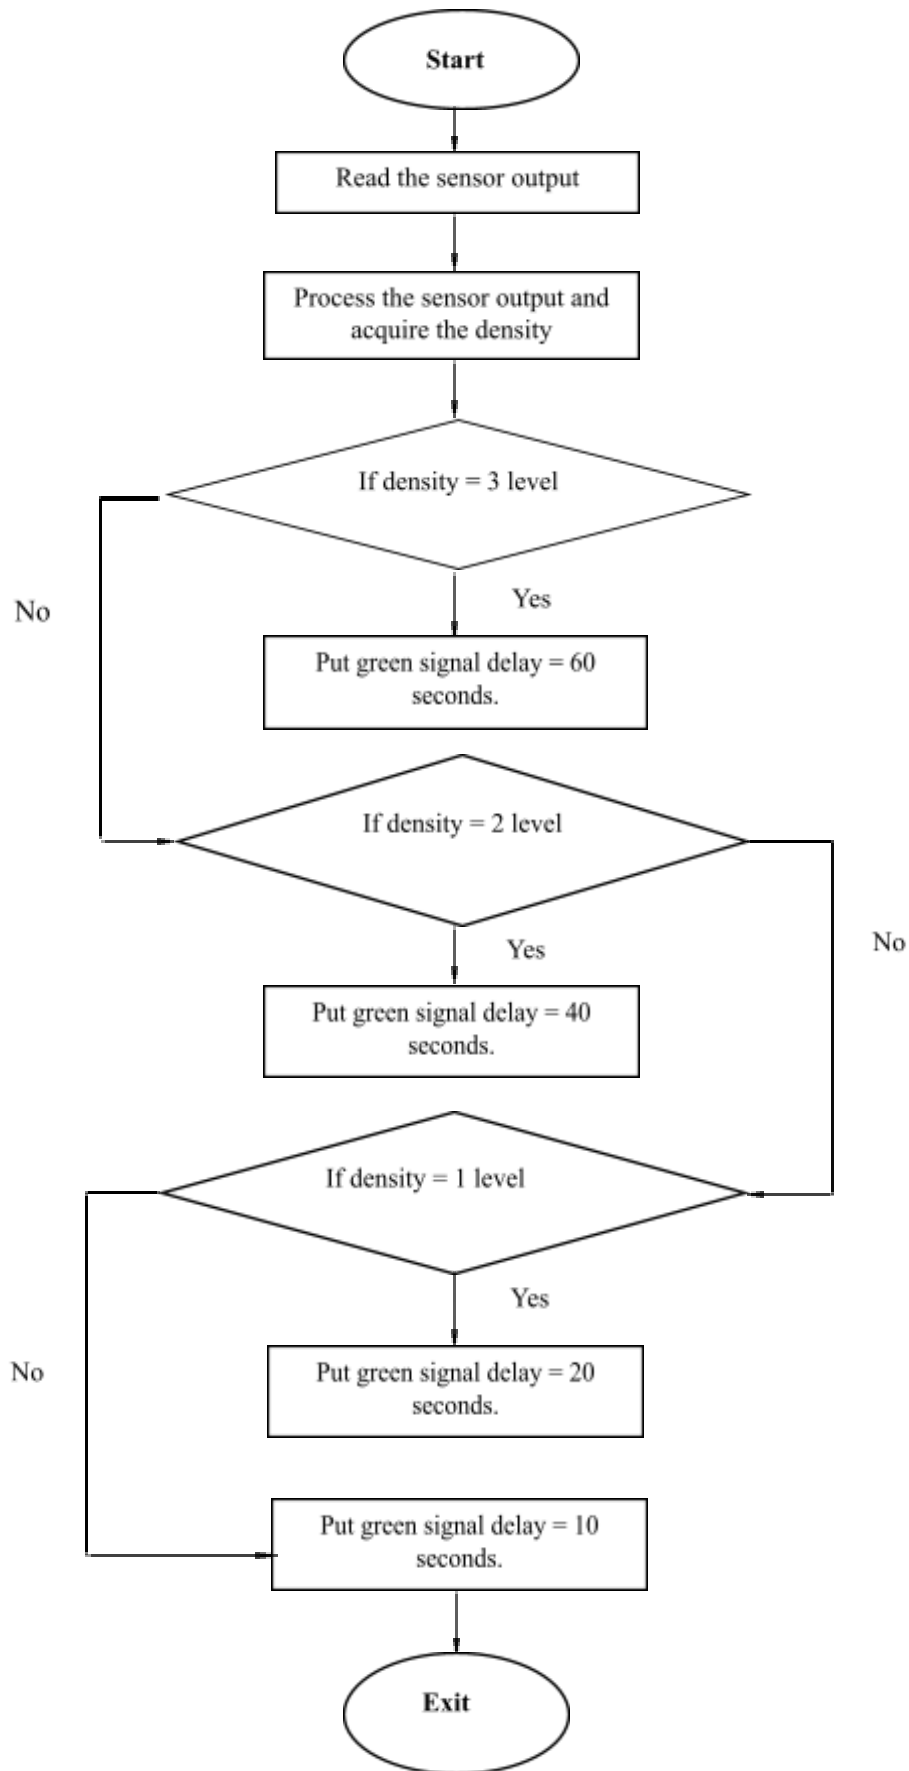 Start
Read the sensor output
Process the sensor output and
acquire the density
If density = 3 level
Yes
No
Put green signal delay = 60
seconds.
If density = 2 level
No
Yes
Put green signal delay = 40
seconds.
If density = 1 level
Yes
No
Put green signal delay = 20
seconds.
Put green signal delay = 10
seconds.
Exit